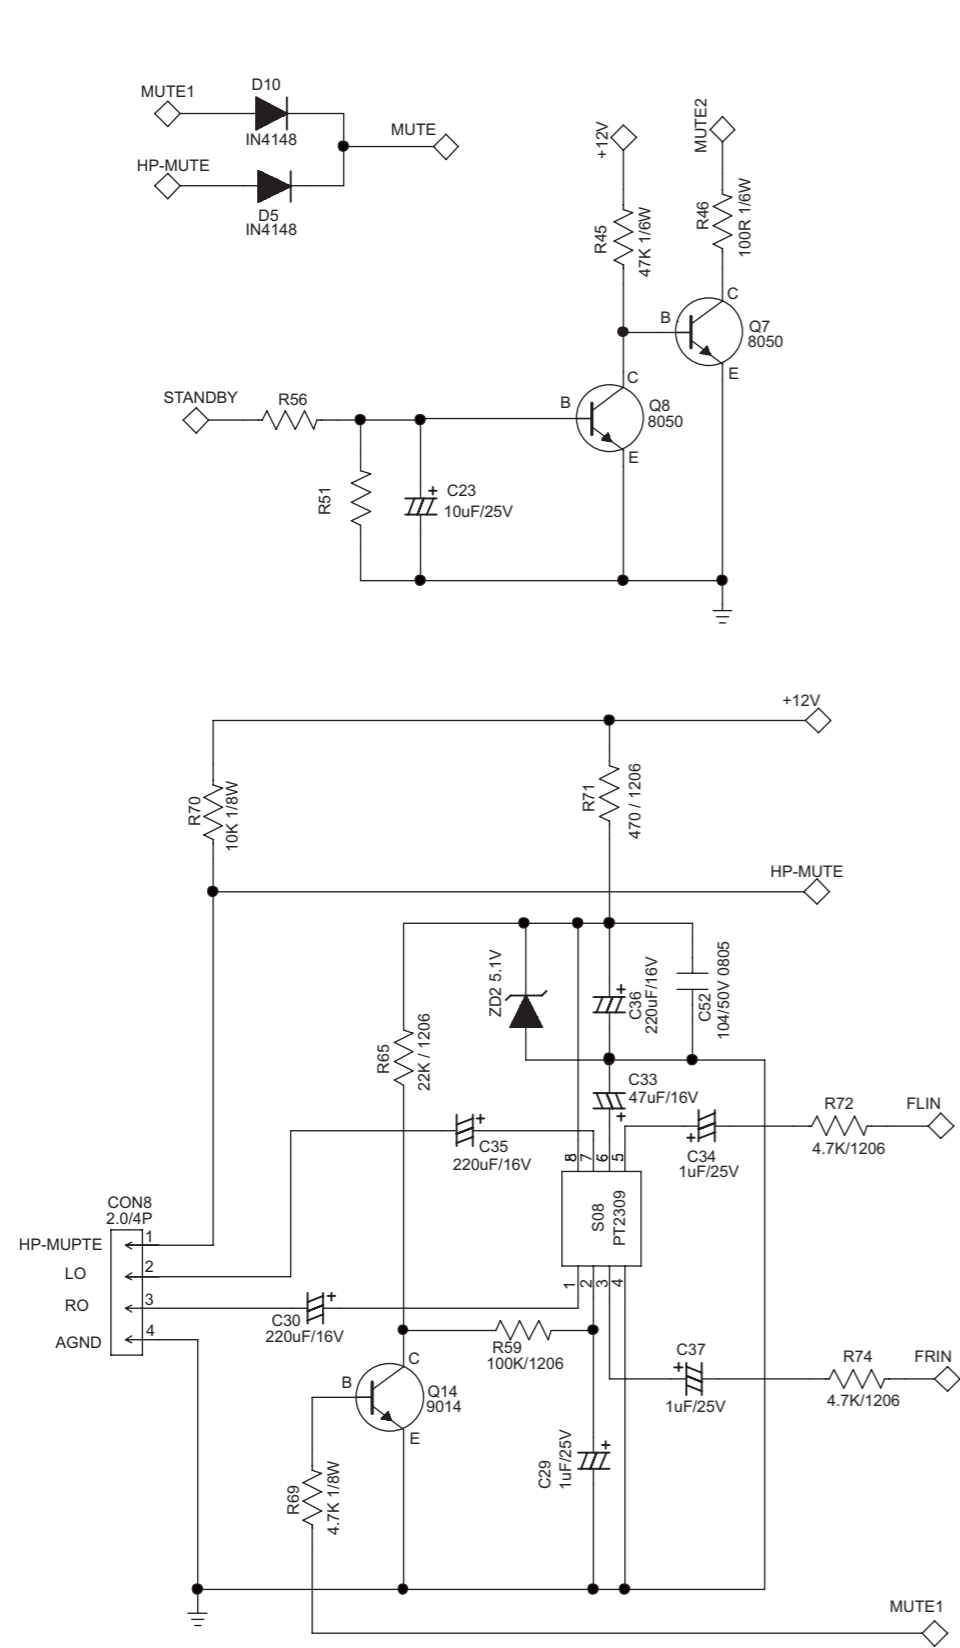 D10
MUTE1
IN4148
MUTE
HP-MUTE
D5
IN4148
+12V
MUTE2
R45
47K 1/6W
R46
100R 1/6W
C
B
Q7
8050
E
STANDBY
R56
C
B
Q8
8050
E
R51
C23
+
10uF/25V
+12V
R70
10K 1/8W
R71
470 / 1206
HP-MUTE
ZD2 5.1V
+
C36
220uF/16V
C52
104/50V 0805
R65
22K / 1206
C33
47uF/16V
+
+
C35
220uF/16V
+
C34
1uF/25V
R72
4.7K/1206
FLIN
8
7
6
5
S08
PT2309
1
2
3
4
CON8
2.0/4P
HP-MUPTE
1
LO
2
RO
3
AGND
4
+
C30
220uF/16V
R59
100K/1206
C37
+
1uF/25V
R74
4.7K/1206
FRIN
C
B
Q14
9014
E
C29
1uF/25V
+
R69
4.7K 1/8W
MUTE1